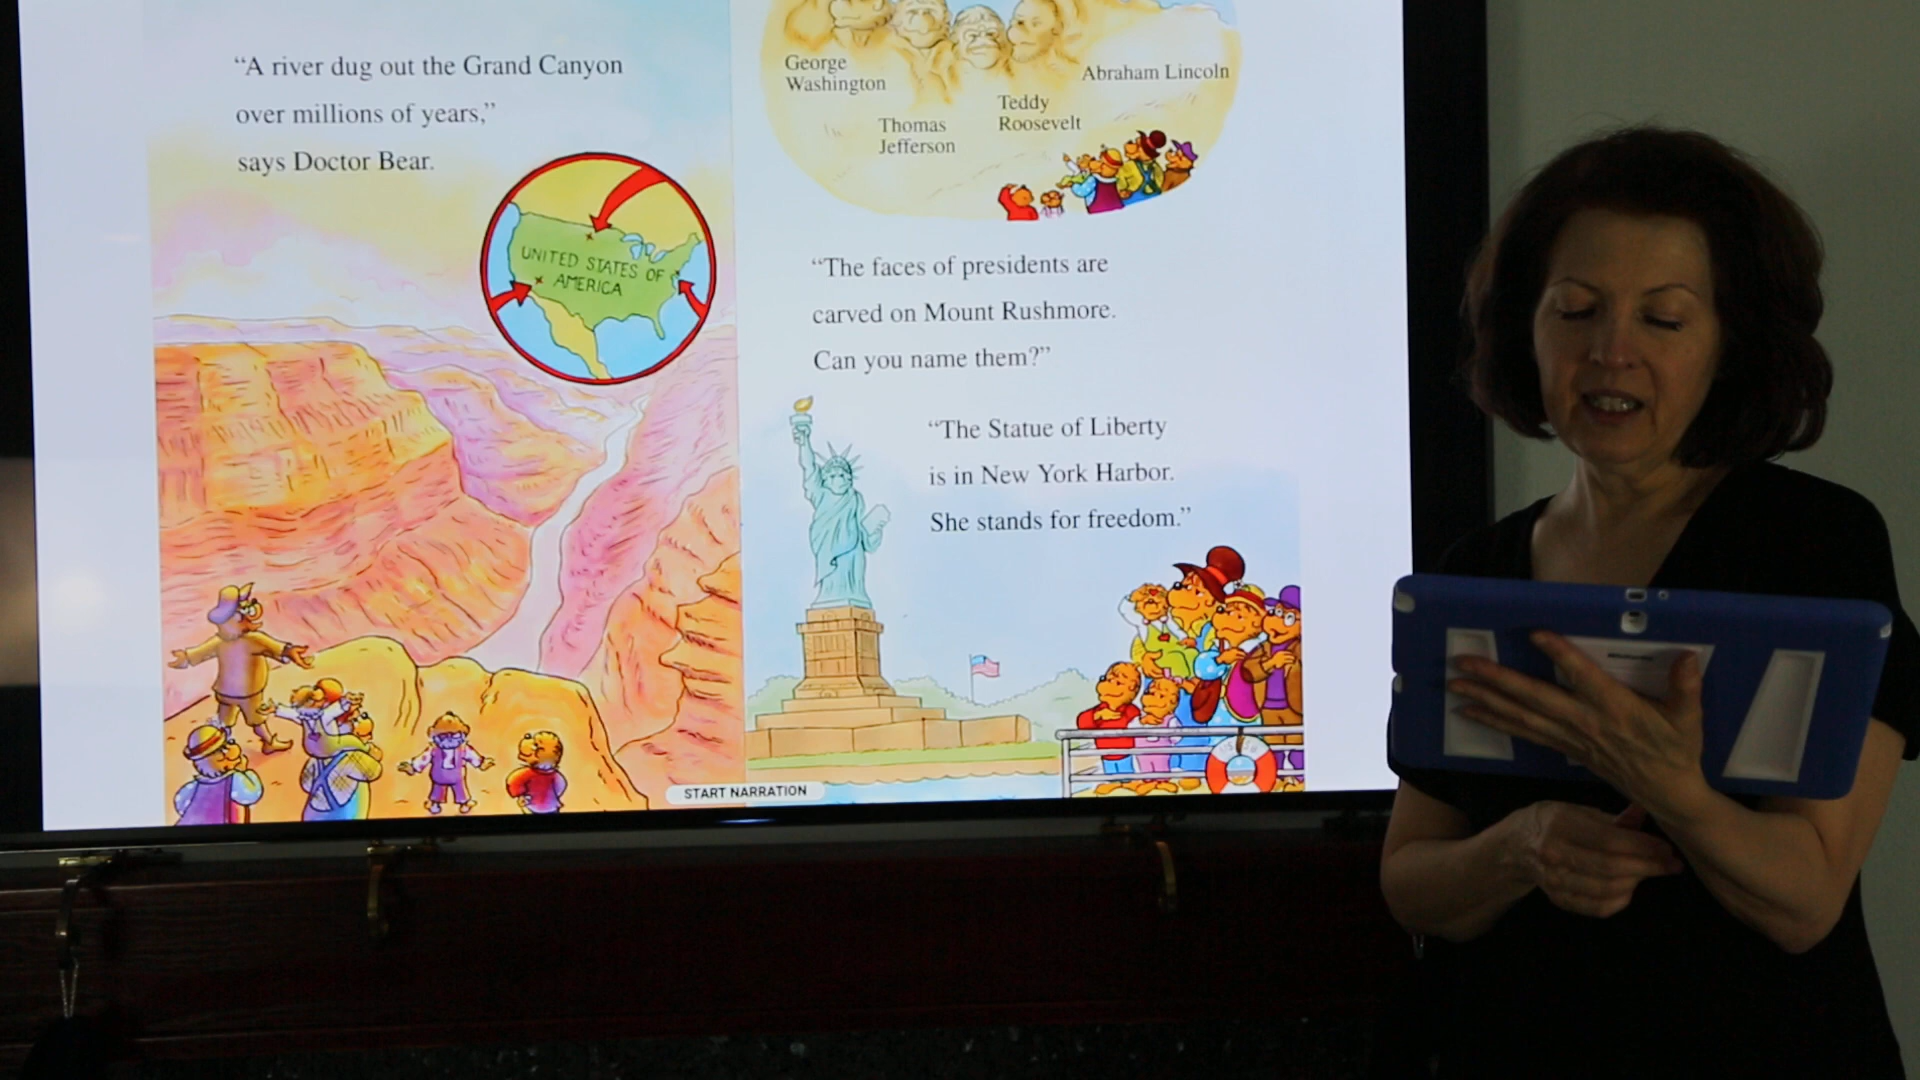 “A river dug out the Grand Canyon
over millions of years,”
says Doctor Bear.
UNITED STATES OF
AMERICA
George
Washington
Thomas
Jefferson
Teddy
Roosevelt
Abraham Lincoln
“The faces of presidents are
carved on Mount Rushmore.
Can you name them?”
“The Statue of Liberty
is in New York Harbor.
She stands for freedom.”
START NARRATION